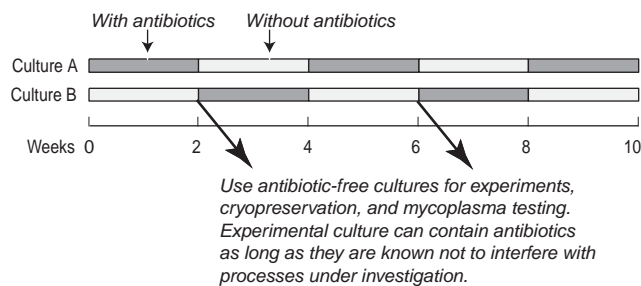 With antibiotics
Without antibiotics
Culture A
Culture B
Weeks 0 2 4 6 8 10
Use antibiotic-free cultures for experiments,
cryopreservation, and mycoplasma testing.
Experimental culture can contain antibiotics
as long as they are known not to interfere with
processes under investigation.